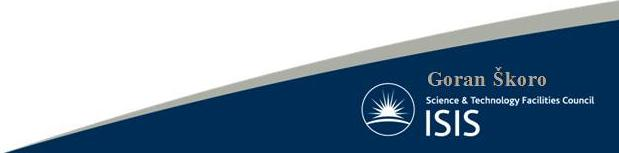 Goran Škoro
Science & Technology Facilities Council
ISIS